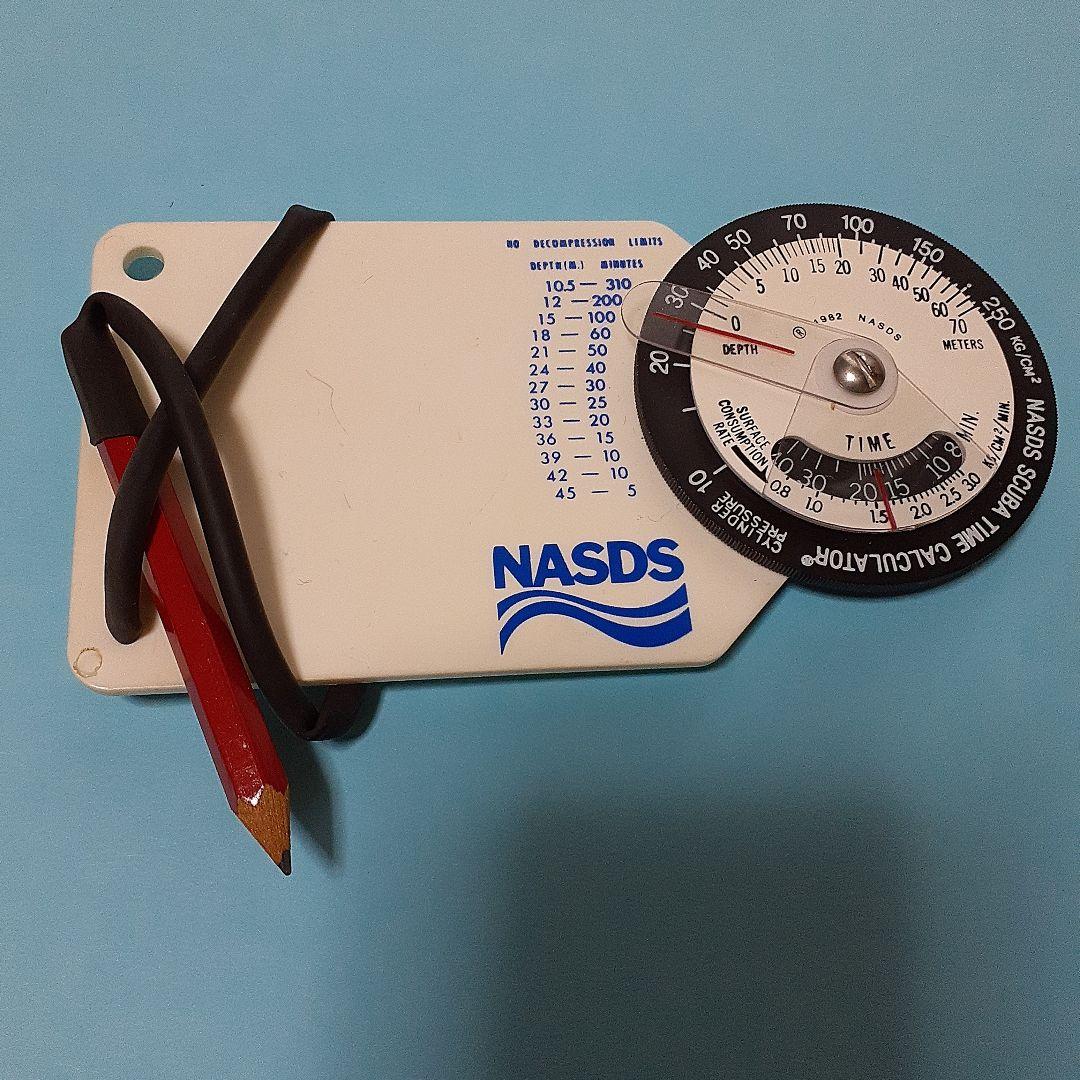 NO DECOMPRESSION LIMITS
DEPTH(M.) MINUTES
10.5 — 310
12 — 200
15 — 100
18 — 60
21 — 50
24 — 40
27 — 30
30 — 25
33 — 20
36 — 15
39 — 10
42 — 10
45 — 5
NASDS
10 20 30 40 50 70 100 150 250 KG/CM²
NASDS SCUBA TIME CALCULATOR®
CYLINDER
PRESSURE
0 5 10 15 20 30 40 50 60 70
DEPTH
METERS
® 1982 NASDS
SURFACE
CONSUMPTION
RATE
TIME
40 30 20 15 10 8 MIN.
0.8 1.0 1.5 2.0 2.5 3.0 KG/CM²/MIN.